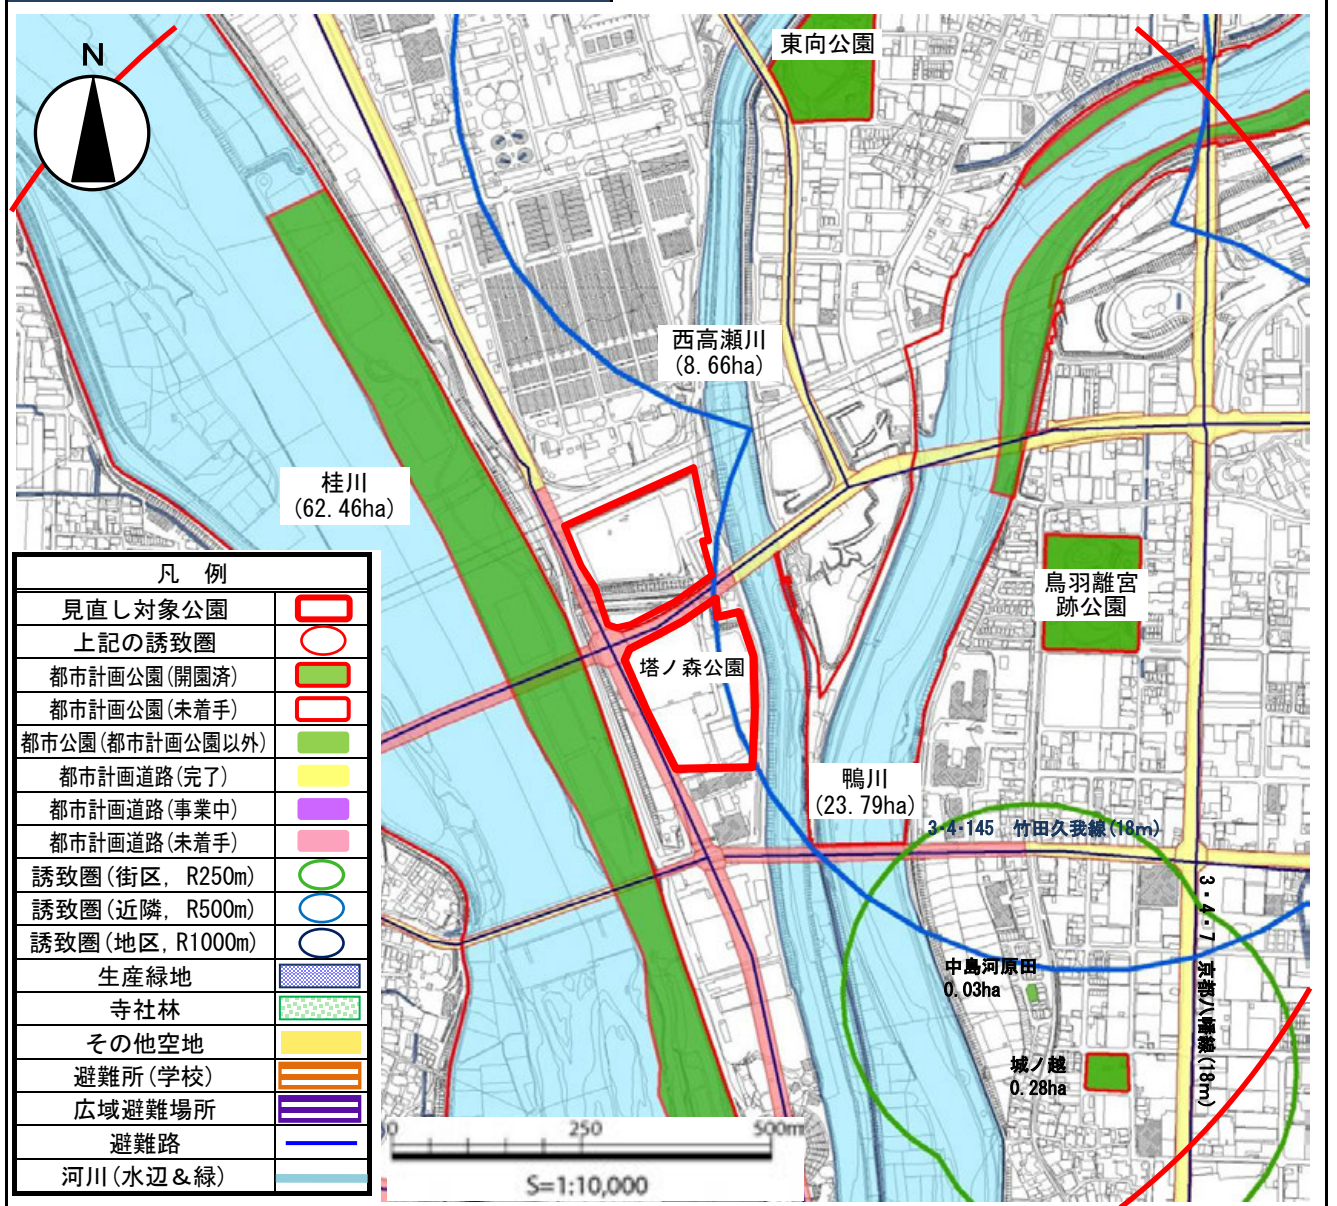 N
東向公園
西高瀬川
(8.66ha)
桂川
(62.46ha)
鳥羽離宮
跡公園
塔ノ森公園
鴨川
(23.79ha)
3・4・145 竹田久我線(18m)
3・4・7 京都八幡線(18m)
中島河原田
0.03ha
城ノ越
0.28ha
凡 例
見直し対象公園
上記の誘致圏
都市計画公園(開園済)
都市計画公園(未着手)
都市公園(都市計画公園以外)
都市計画道路(完了)
都市計画道路(事業中)
都市計画道路(未着手)
誘致圏(街区, R250m)
誘致圏(近隣, R500m)
誘致圏(地区, R1000m)
生産緑地
寺社林
その他空地
避難所(学校)
広域避難場所
避難路
河川(水辺＆緑)
0 250 500m
S=1:10,000